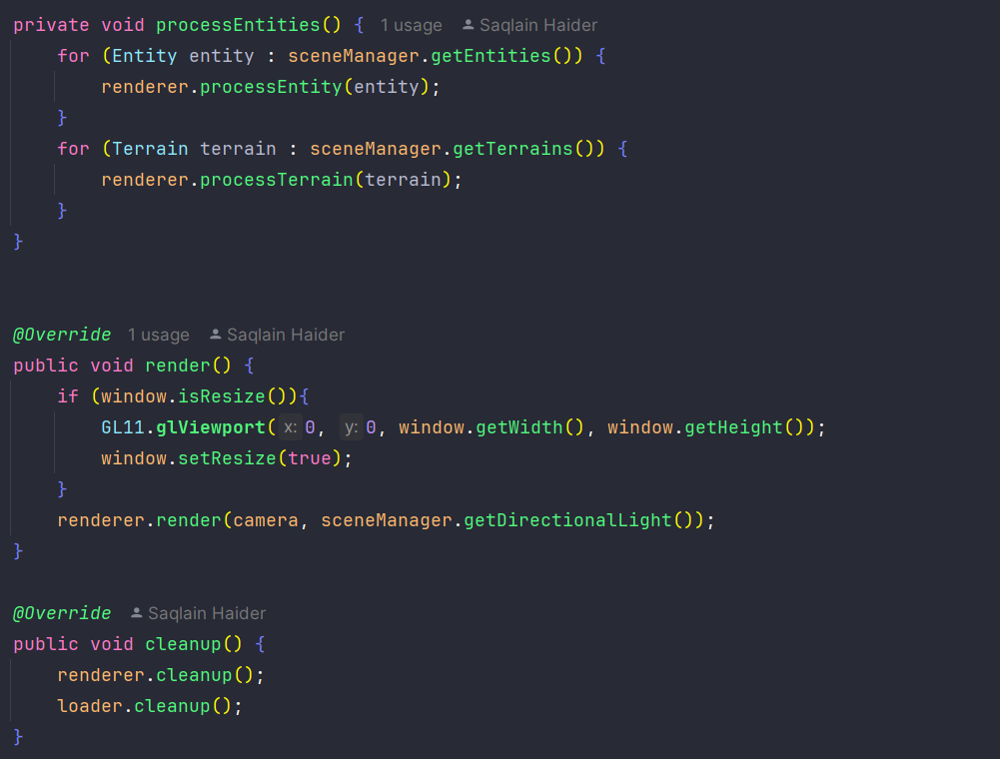 private void processEntities() { 1 usage Saqlain Haider
for (Entity entity : sceneManager.getEntities()) {
renderer.processEntity(entity);
}
for (Terrain terrain : sceneManager.getTerrains()) {
renderer.processTerrain(terrain);
}
}
@Override 1 usage Saqlain Haider
public void render() {
if (window.isResize()){
GL11.glViewport( x: 0, y: 0, window.getWidth(), window.getHeight());
window.setResize(true);
}
renderer.render(camera, sceneManager.getDirectionalLight());
}
@Override Saqlain Haider
public void cleanup() {
renderer.cleanup();
loader.cleanup();
}